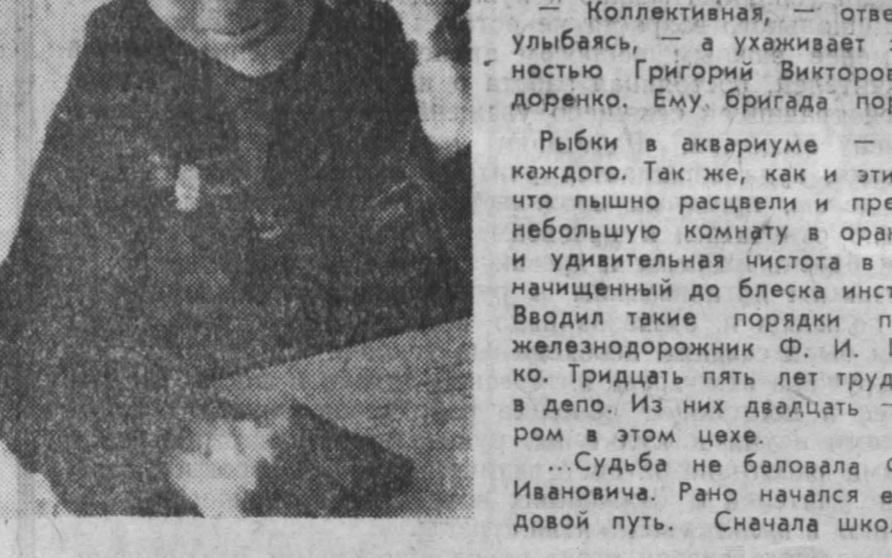 — Коллективная, — отве
улыбаясь, — а ухаживает
ностью Григорий Викторов
доренко. Ему бригада пор
Рыбки в аквариуме —
каждого. Так же, как и эти
что пышно расцвели и пре
небольшую комнату в оран
и удивительная чистота в
начищенный до блеска инст
Вводил такие порядки п
железнодорожник Ф. И.
ко. Тридцать пять лет труд
в депо. Из них двадцать —
ром в этом цехе.
...Судьба не баловала
Ивановича. Рано начался е
довой путь. Сначала школ